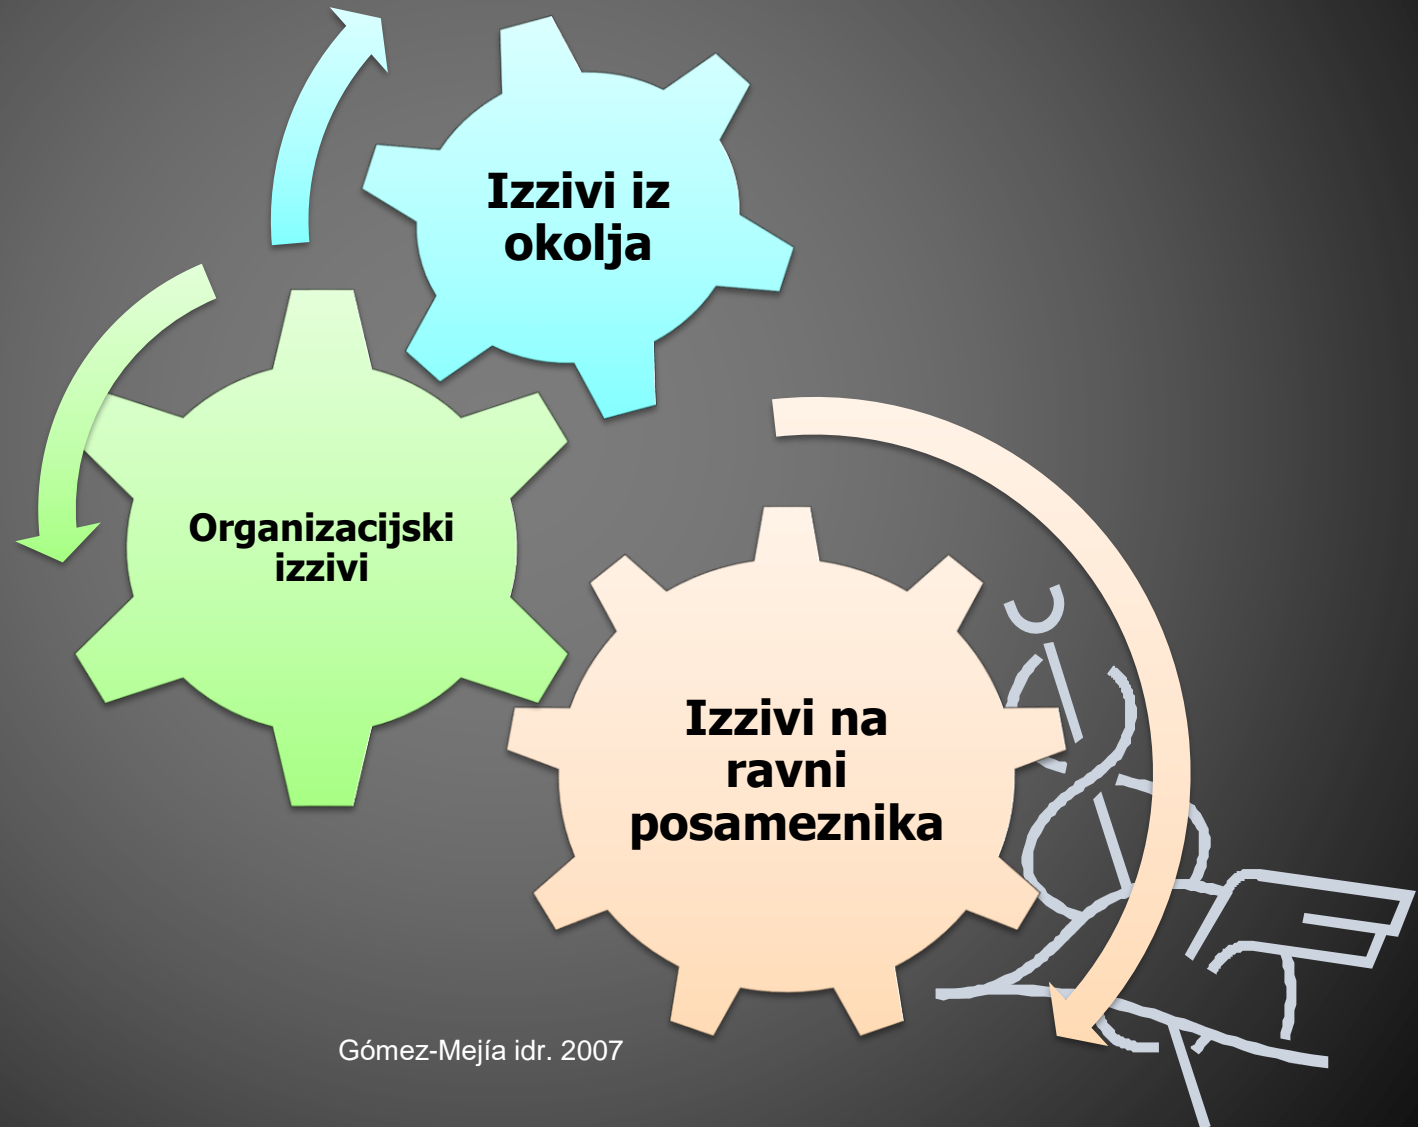 Izzivi iz
okolja
Organizacijski
izzivi
Izzivi na
ravni
posameznika
Gómez-Mejía idr. 2007